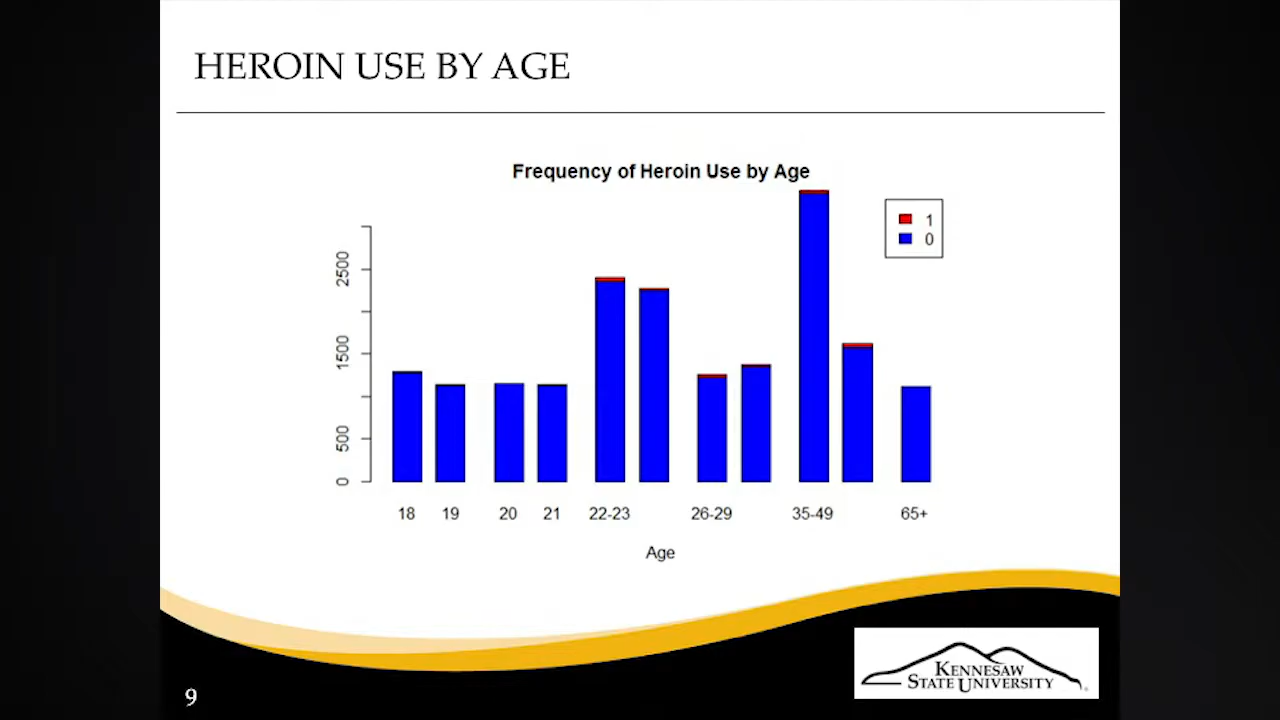 HEROIN USE BY AGE
Frequency of Heroin Use by Age
1
0
2500
1500
500
0
18 19 20 21 22-23 26-29 35-49 65+
Age
KENNESAW
STATE UNIVERSITY
9